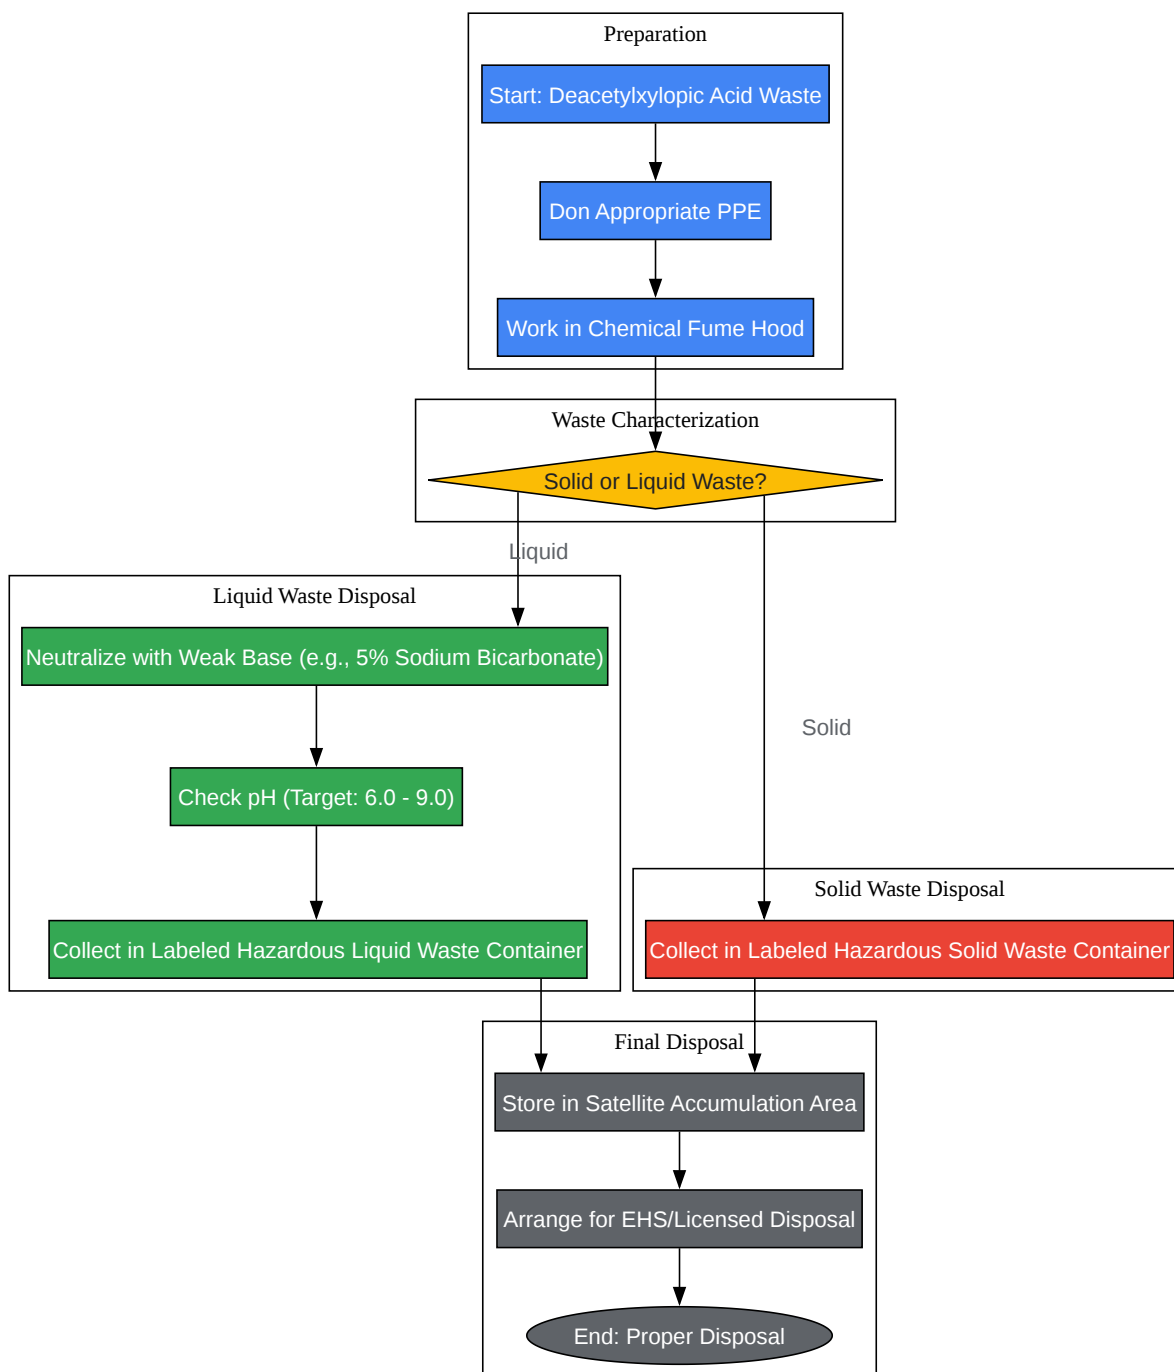 Preparation
Start: Deacetylxylopic Acid Waste
Don Appropriate PPE
Work in Chemical Fume Hood
Waste Characterization
Solid or Liquid Waste?
Liquid
Liquid Waste Disposal
Neutralize with Weak Base (e.g., 5% Sodium Bicarbonate)
Check pH (Target: 6.0 - 9.0)
Collect in Labeled Hazardous Liquid Waste Container
Solid
Solid Waste Disposal
Collect in Labeled Hazardous Solid Waste Container
Final Disposal
Store in Satellite Accumulation Area
Arrange for EHS/Licensed Disposal
End: Proper Disposal